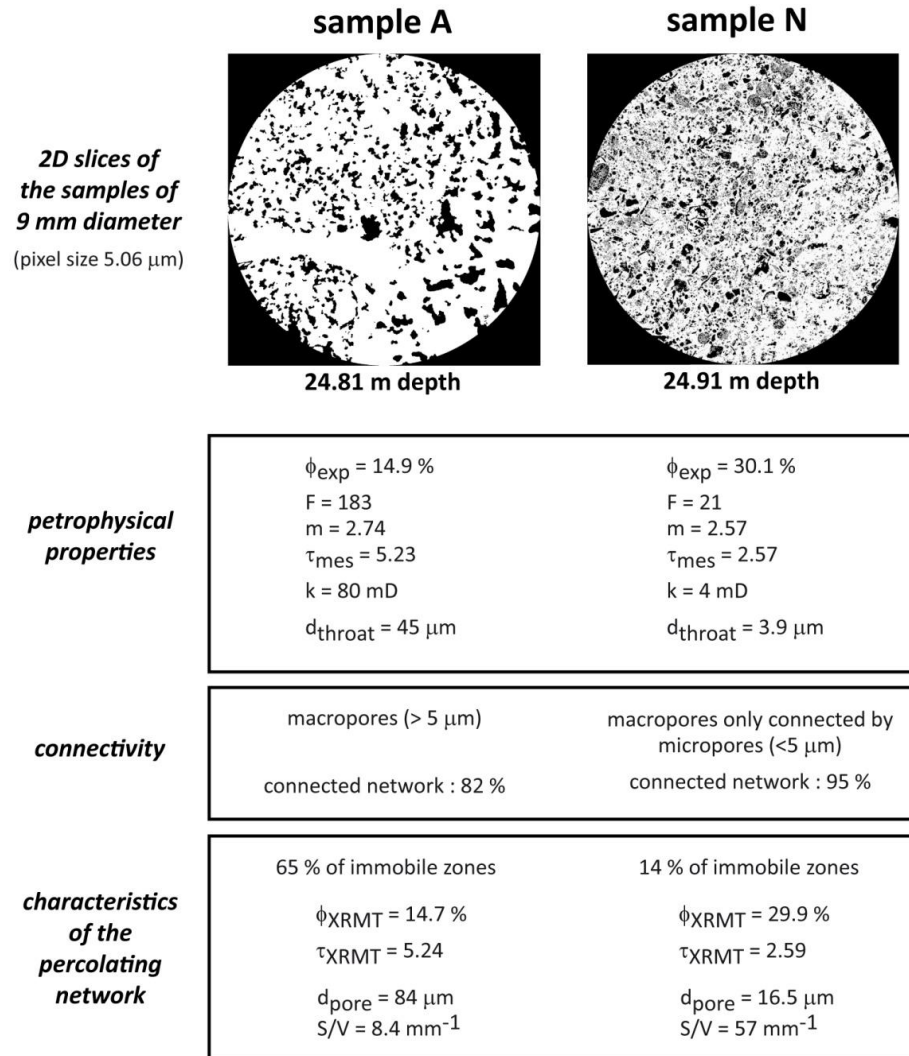 sample A
sample N
2D slices of
the samples of
9 mm diameter
(pixel size 5.06 μm)
24.81 m depth
24.91 m depth
petrophysical
properties
ϕexp = 14.9 %
F = 183
m = 2.74
τmes = 5.23
k = 80 mD
dthroat = 45 μm
ϕexp = 30.1 %
F = 21
m = 2.57
τmes = 2.57
k = 4 mD
dthroat = 3.9 μm
connectivity
macropores (> 5 μm)
connected network : 82 %
macropores only connected by
micropores (<5 μm)
connected network : 95 %
characteristics
of the
percolating
network
65 % of immobile zones
ϕXRMT = 14.7 %
τXRMT = 5.24
dpore = 84 μm
S/V = 8.4 mm-1
14 % of immobile zones
ϕXRMT = 29.9 %
τXRMT = 2.59
dpore = 16.5 μm
S/V = 57 mm-1